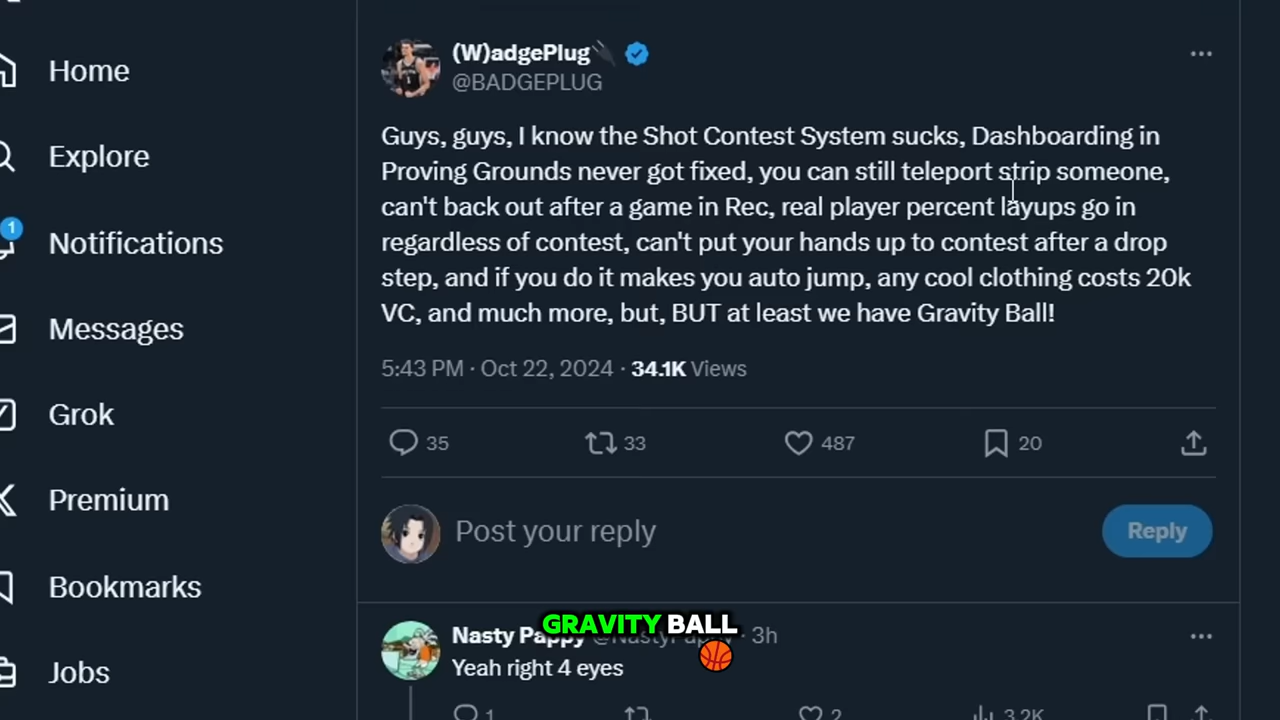 Home
Explore
1
Notifications
Messages
Grok
Premium
Bookmarks
Jobs
(W)adgePlug
@BADGEPLUG
Guys, guys, I know the Shot Contest System sucks, Dashboarding in
Proving Grounds never got fixed, you can still teleport strip someone,
can't back out after a game in Rec, real player percent layups go in
regardless of contest, can't put your hands up to contest after a drop
step, and if you do it makes you auto jump, any cool clothing costs 20k
VC, and much more, but, BUT at least we have Gravity Ball!
5:43 PM · Oct 22, 2024 · 34.1K Views
35 33 487 20
Post your reply
Reply
GRAVITY BALL
Nasty Pappy · 3h
Yeah right 4 eyes
1 2 3.2K